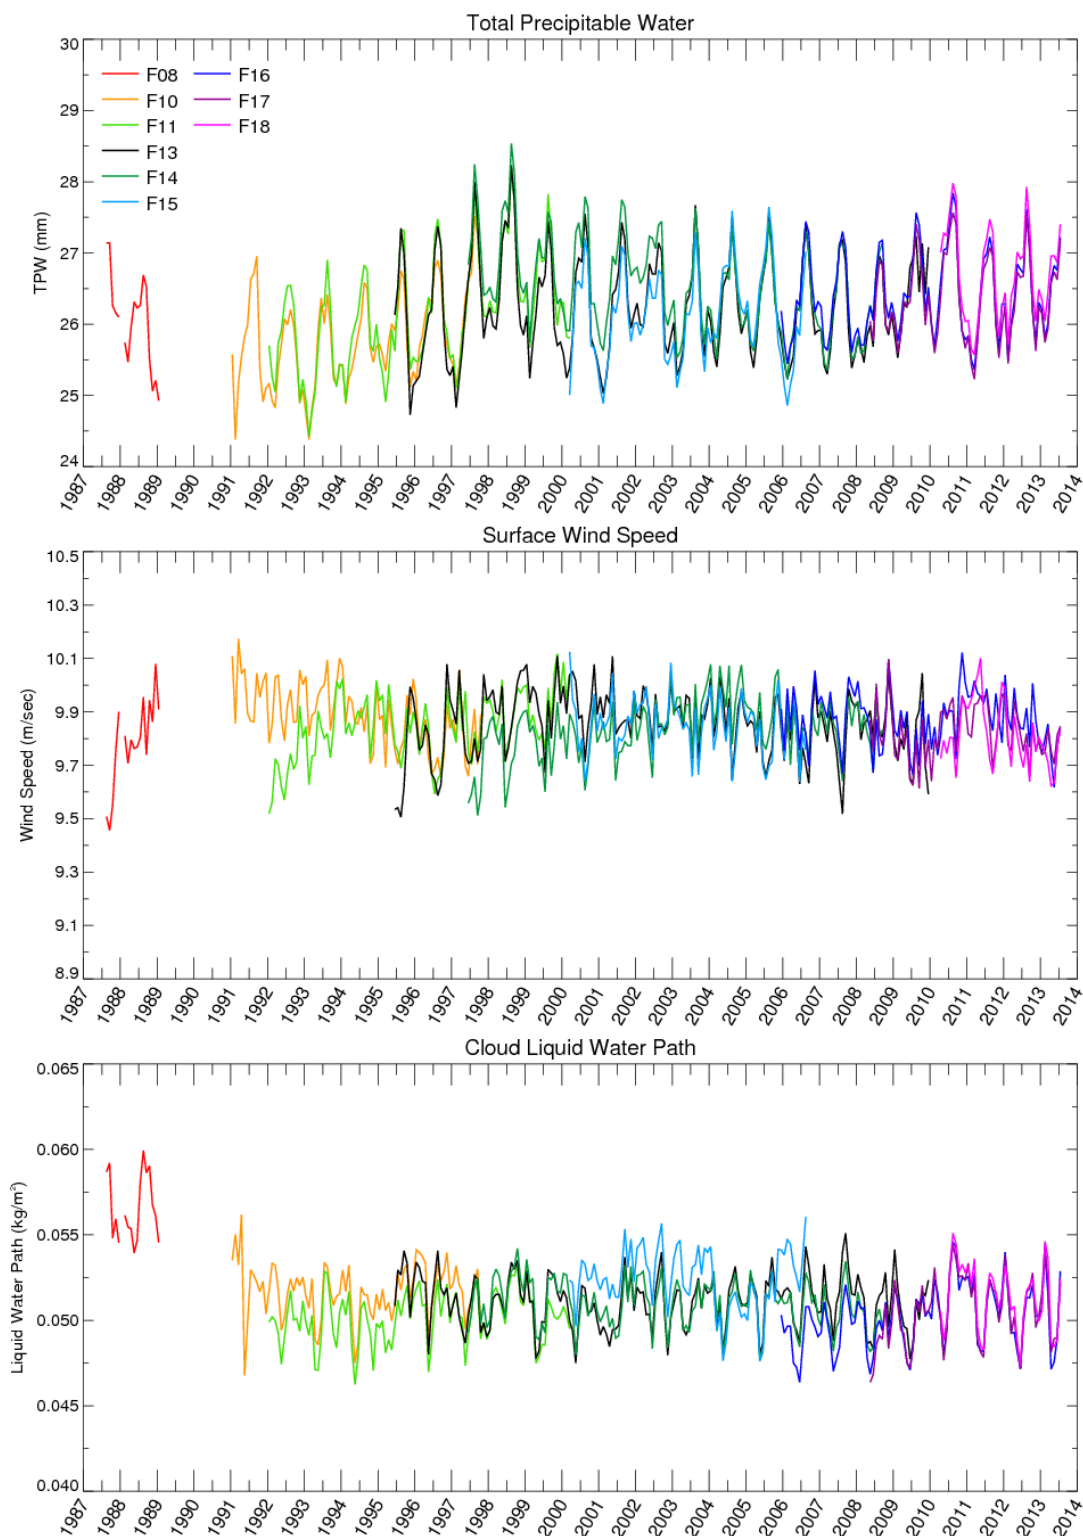 Total Precipitable Water
30
29
28
27
26
25
24
TPW (mm)
F08 F16
F10 F17
F11 F18
F13
F14
F15
1987 1988 1989 1990 1991 1992 1993 1994 1995 1996 1997 1998 1999 2000 2001 2002 2003 2004 2005 2006 2007 2008 2009 2010 2011 2012 2013 2014
Surface Wind Speed
10.5
10.3
10.1
9.9
9.7
9.5
9.3
9.1
8.9
Wind Speed (m/sec)
1987 1988 1989 1990 1991 1992 1993 1994 1995 1996 1997 1998 1999 2000 2001 2002 2003 2004 2005 2006 2007 2008 2009 2010 2011 2012 2013 2014
Cloud Liquid Water Path
0.065
0.060
0.055
0.050
0.045
0.040
Liquid Water Path (kg/m²)
1987 1988 1989 1990 1991 1992 1993 1994 1995 1996 1997 1998 1999 2000 2001 2002 2003 2004 2005 2006 2007 2008 2009 2010 2011 2012 2013 2014